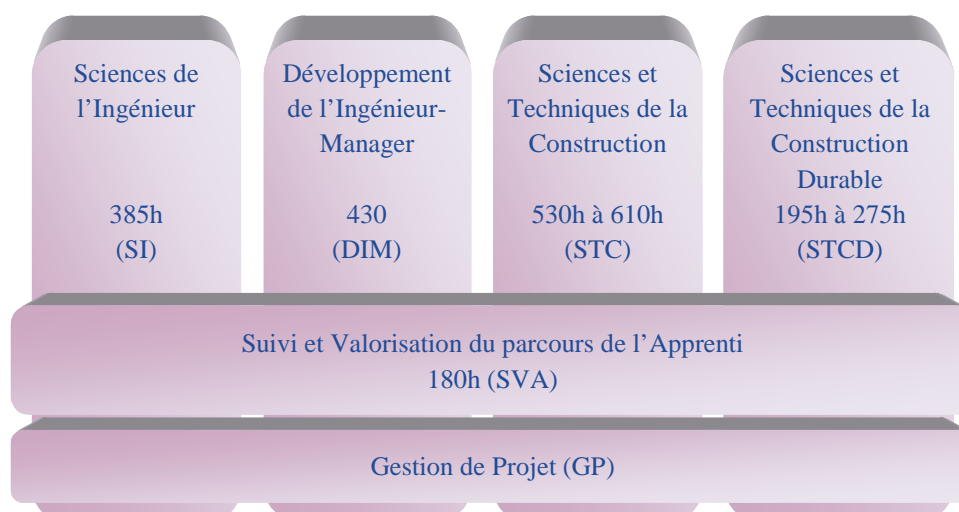 Sciences de
l’Ingénieur
385h
(SI)
Développement
de l’Ingénieur-
Manager
430
(DIM)
Sciences et
Techniques de la
Construction
530h à 610h
(STC)
Sciences et
Techniques de la
Construction
Durable
195h à 275h
(STCD)
Suivi et Valorisation du parcours de l’Apprenti
180h (SVA)
Gestion de Projet (GP)